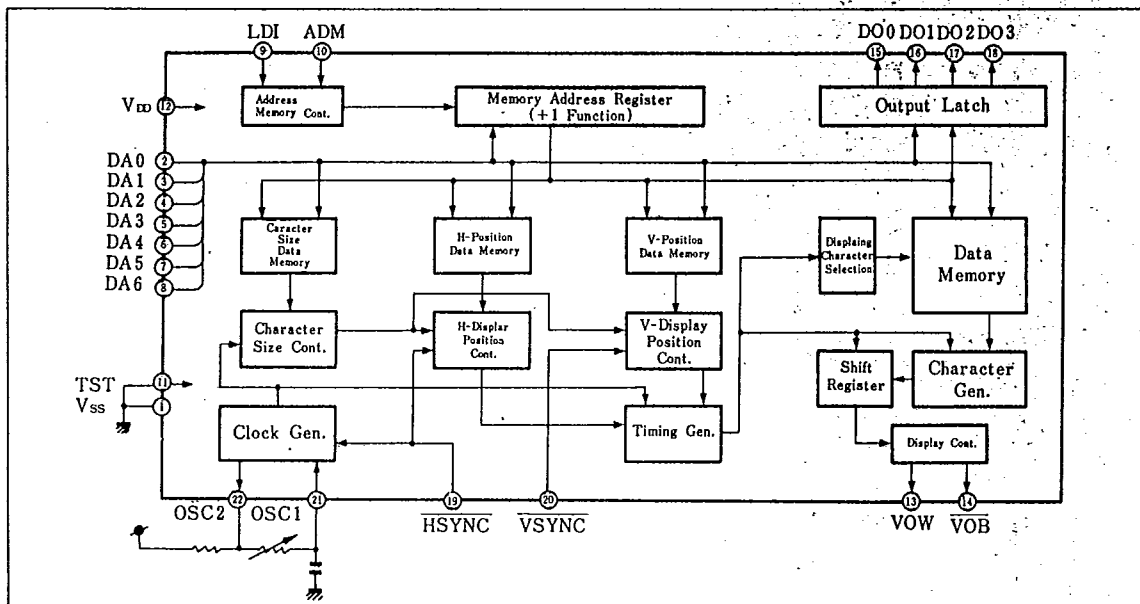 LDI ADM
9 10
DO0 DO1 DO2 DO3
15 16 17 18
VDD 12
Address
Memory Cont.
Memory Address Register
(+1 Function)
Output Latch
DA0 2
DA1 3
DA2 4
DA3 5
DA4 6
DA5 7
DA6 8
Caracter
Size
Data
Memory
H-Position
Data Memory
V-Position
Data Memory
Displaing
Character
Selection
Data
Memory
Character
Size Cont.
H-Displar
Position
Cont.
V-Display
Position
Cont.
Shift
Register
Character
Gen.
TST 11
VSS 1
Clock Gen.
Timing Gen.
Display Cont.
22 21 19 20 13 14
OSC2 OSC1 HSYNC VSYNC VOW VOB